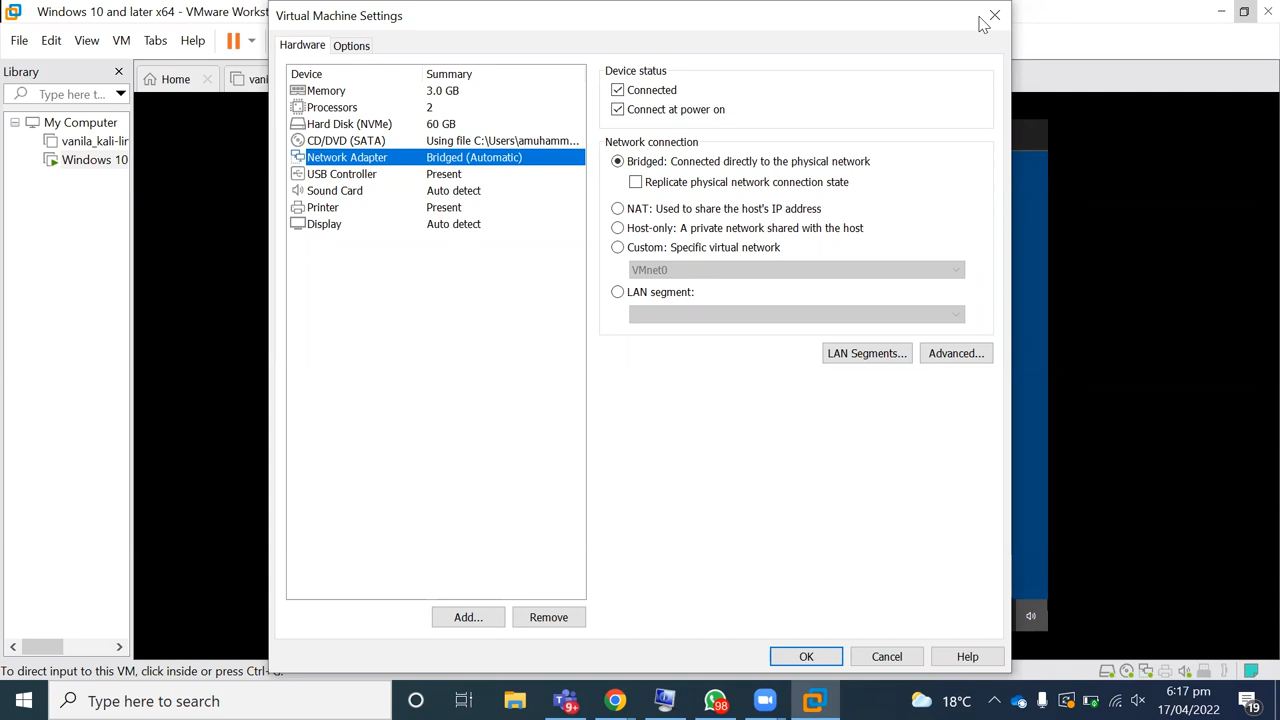 Windows 10 and later x64 - VMware Workst
Virtual Machine Settings
File Edit View VM Tabs Help
Hardware Options
Library
Type here t...
Home
vani
My Computer
vanila_kali-lin
Windows 10
Device Summary
Memory 3.0 GB
Processors 2
Hard Disk (NVMe) 60 GB
CD/DVD (SATA) Using file C:\Users\amuhamm...
Network Adapter Bridged (Automatic)
USB Controller Present
Sound Card Auto detect
Printer Present
Display Auto detect
Add... Remove
Device status
Connected
Connect at power on
Network connection
Bridged: Connected directly to the physical network
Replicate physical network connection state
NAT: Used to share the host's IP address
Host-only: A private network shared with the host
Custom: Specific virtual network
VMnet0
LAN segment:
LAN Segments... Advanced...
OK Cancel Help
To direct input to this VM, click inside or press Ctrl+G.
Type here to search
9+
98
18°C
6:17 pm
17/04/2022
19